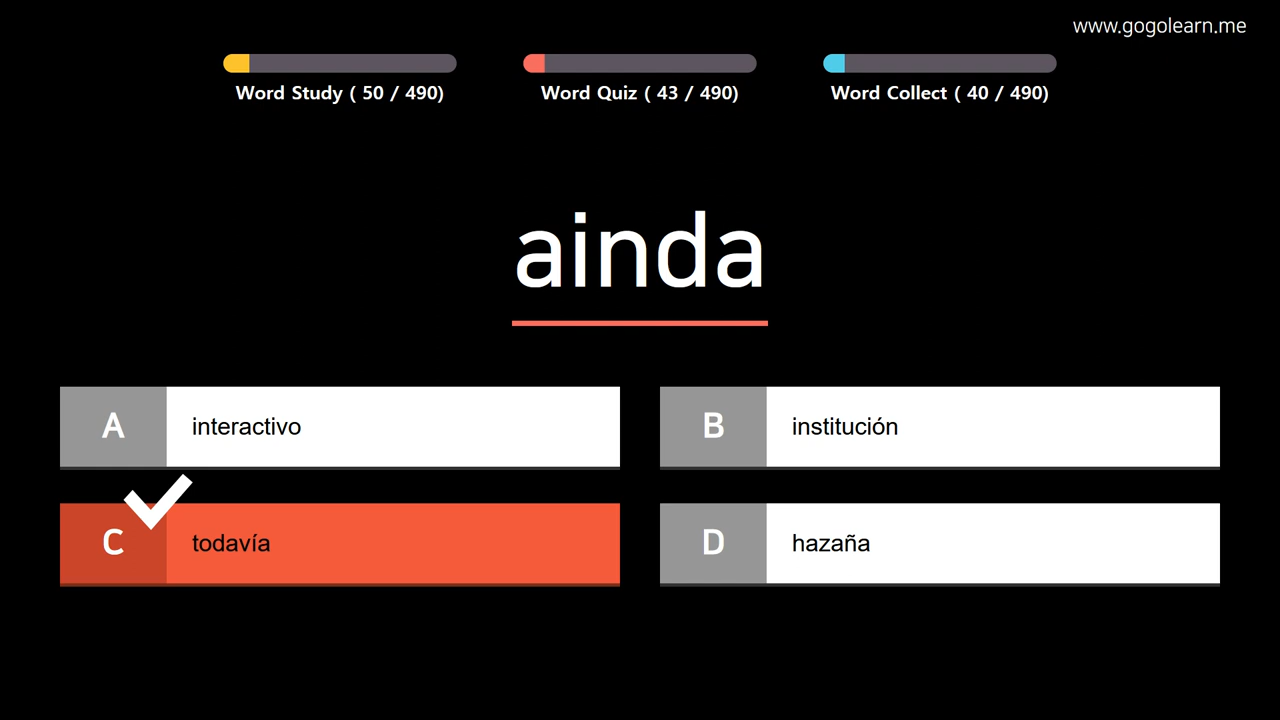 www.gogolearn.me
Word Study ( 50 / 490)
Word Quiz ( 43 / 490)
Word Collect ( 40 / 490)
ainda
A interactivo
B institución
C todavía
D hazaña